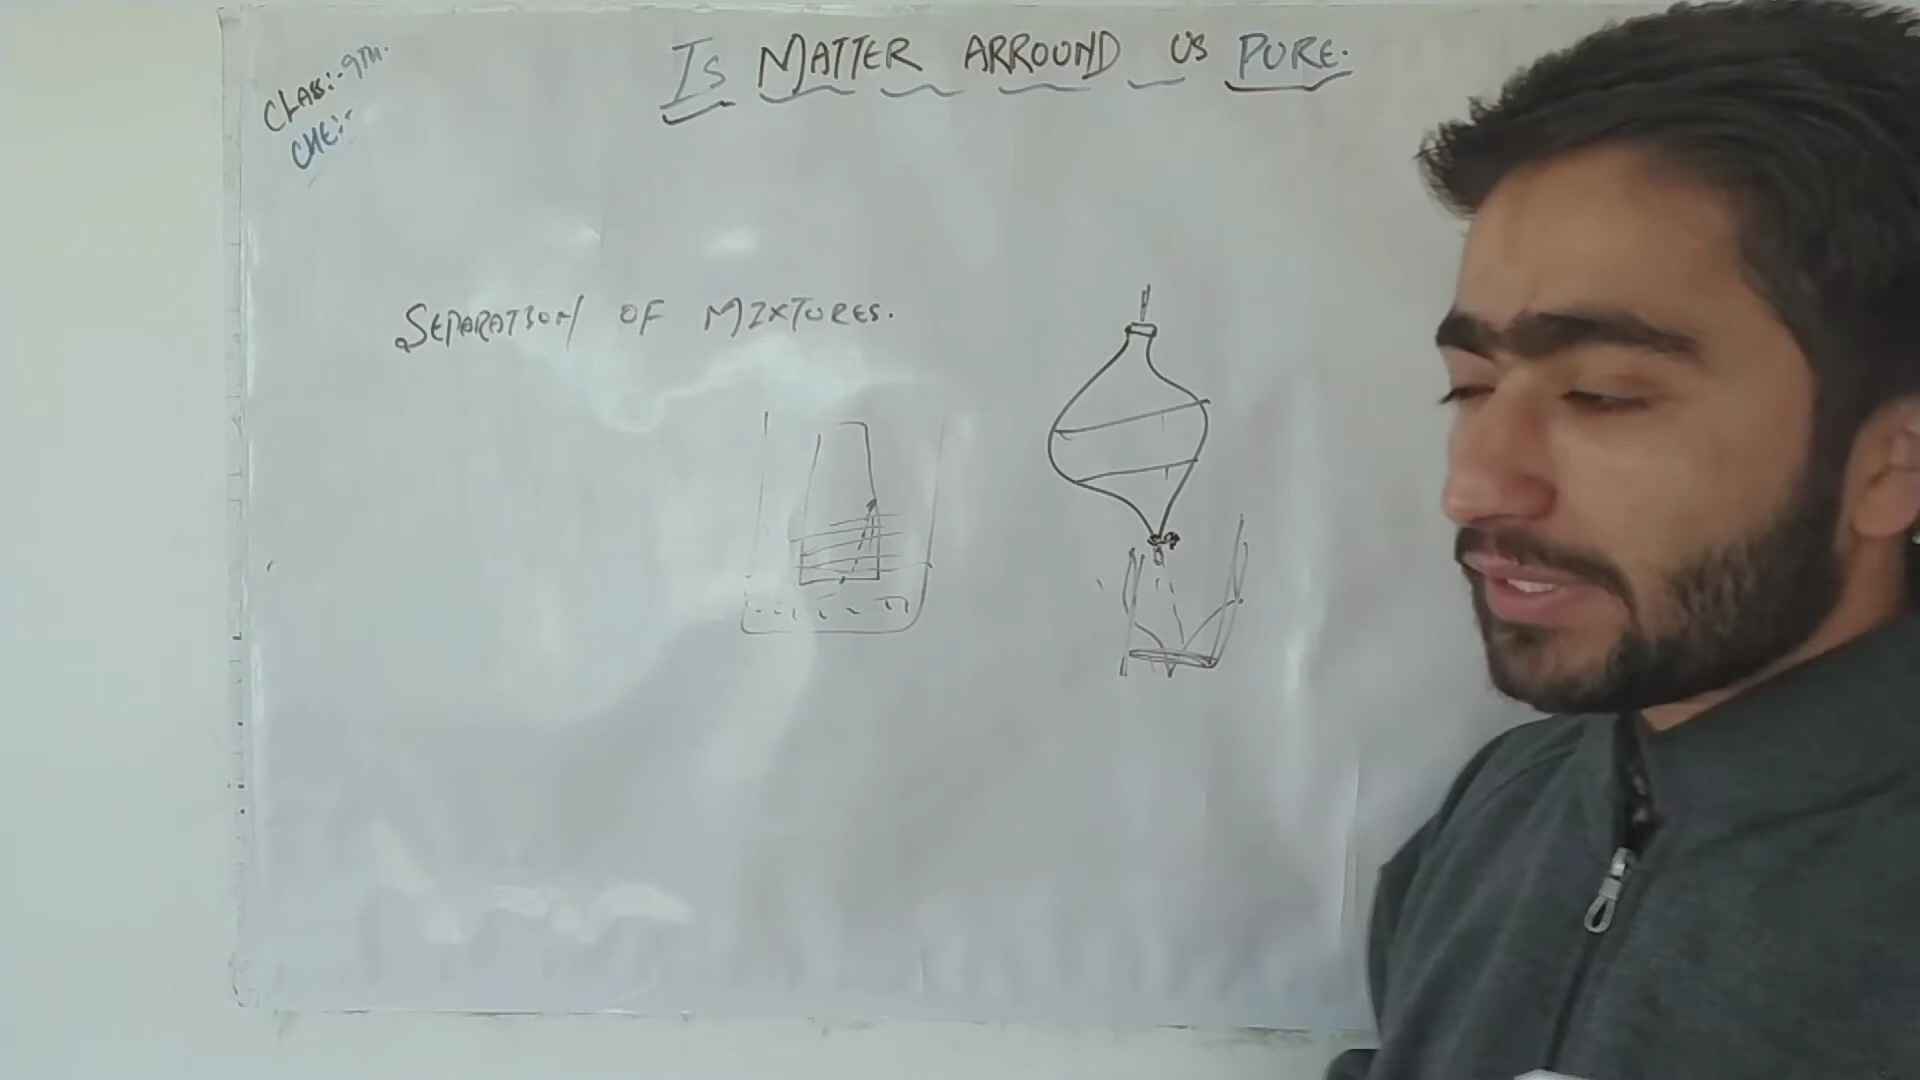 IS MATTER ARROUND US PURE.
CLASS:- 9TH.
CHE:-
SEPARATION OF MIXTURES.